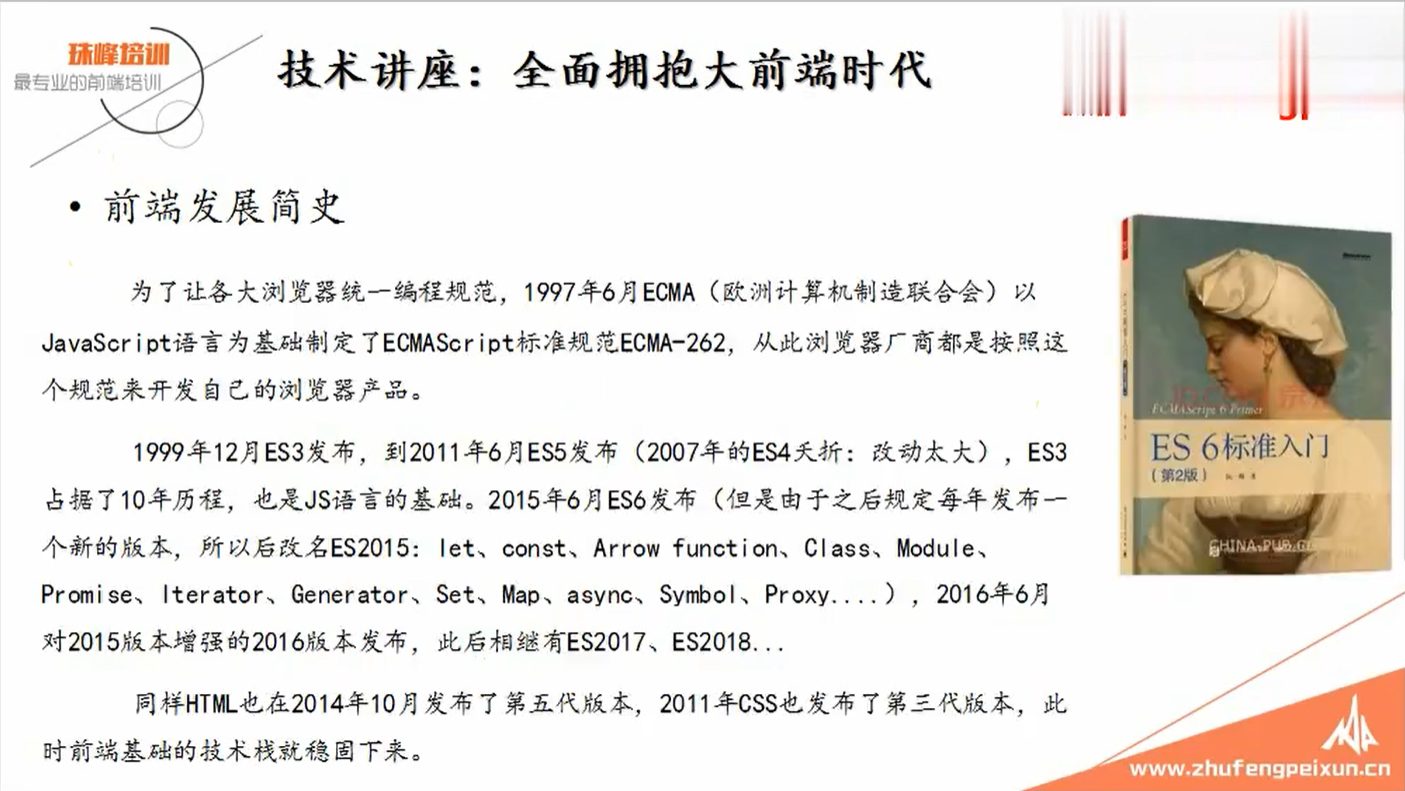 珠峰培训
最专业的前端培训
技术讲座：全面拥抱大前端时代
• 前端发展简史
为了让各大浏览器统一编程规范，1997年6月ECMA（欧洲计算机制造联合会）以
JavaScript语言为基础制定了ECMAScript标准规范ECMA-262，从此浏览器厂商都是按照这
个规范来开发自己的浏览器产品。
1999年12月ES3发布，到2011年6月ES5发布（2007年的ES4夭折：改动太大），ES3
占据了10年历程，也是JS语言的基础。2015年6月ES6发布（但是由于之后规定每年发布一
个新的版本，所以后改名ES2015：let、const、Arrow function、Class、Module、
Promise、Iterator、Generator、Set、Map、async、Symbol、Proxy....），2016年6月
对2015版本增强的2016版本发布，此后相继有ES2017、ES2018...
同样HTML也在2014年10月发布了第五代版本，2011年CSS也发布了第三代版本，此
时前端基础的技术栈就稳固下来。
ECMAScript 6 Primer
ES 6标准入门
（第2版）
CHINA-PUB
www.zhufengpeixun.cn